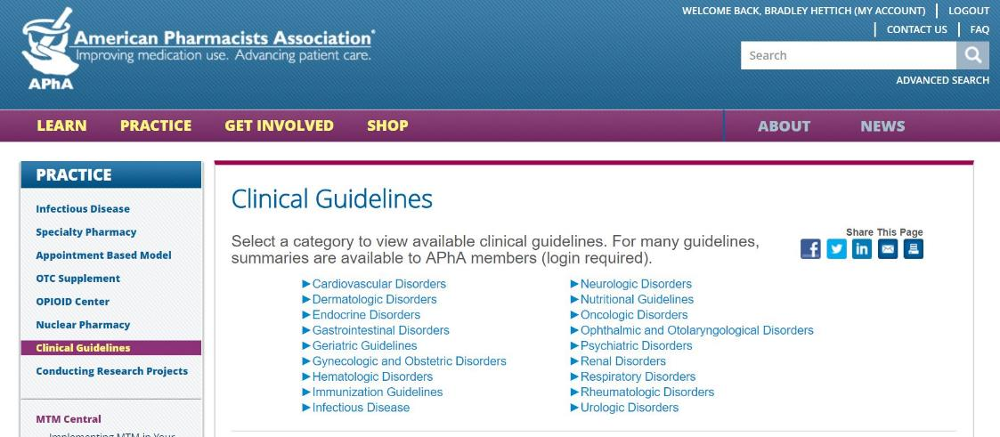 WELCOME BACK, BRADLEY HETTICH (MY ACCOUNT) | LOGOUT
| CONTACT US | FAQ
American Pharmacists Association®
Improving medication use. Advancing patient care.
APhA
Search
ADVANCED SEARCH
LEARN PRACTICE GET INVOLVED SHOP ABOUT NEWS
PRACTICE
Infectious Disease
Specialty Pharmacy
Appointment Based Model
OTC Supplement
OPIOID Center
Nuclear Pharmacy
Clinical Guidelines
Conducting Research Projects
MTM Central
Implementing MTM in Your
Clinical Guidelines
Select a category to view available clinical guidelines. For many guidelines,
summaries are available to APhA members (login required).
Share This Page
►Cardiovascular Disorders
►Dermatologic Disorders
►Endocrine Disorders
►Gastrointestinal Disorders
►Geriatric Guidelines
►Gynecologic and Obstetric Disorders
►Hematologic Disorders
►Immunization Guidelines
►Infectious Disease
►Neurologic Disorders
►Nutritional Guidelines
►Oncologic Disorders
►Ophthalmic and Otolaryngological Disorders
►Psychiatric Disorders
►Renal Disorders
►Respiratory Disorders
►Rheumatologic Disorders
►Urologic Disorders